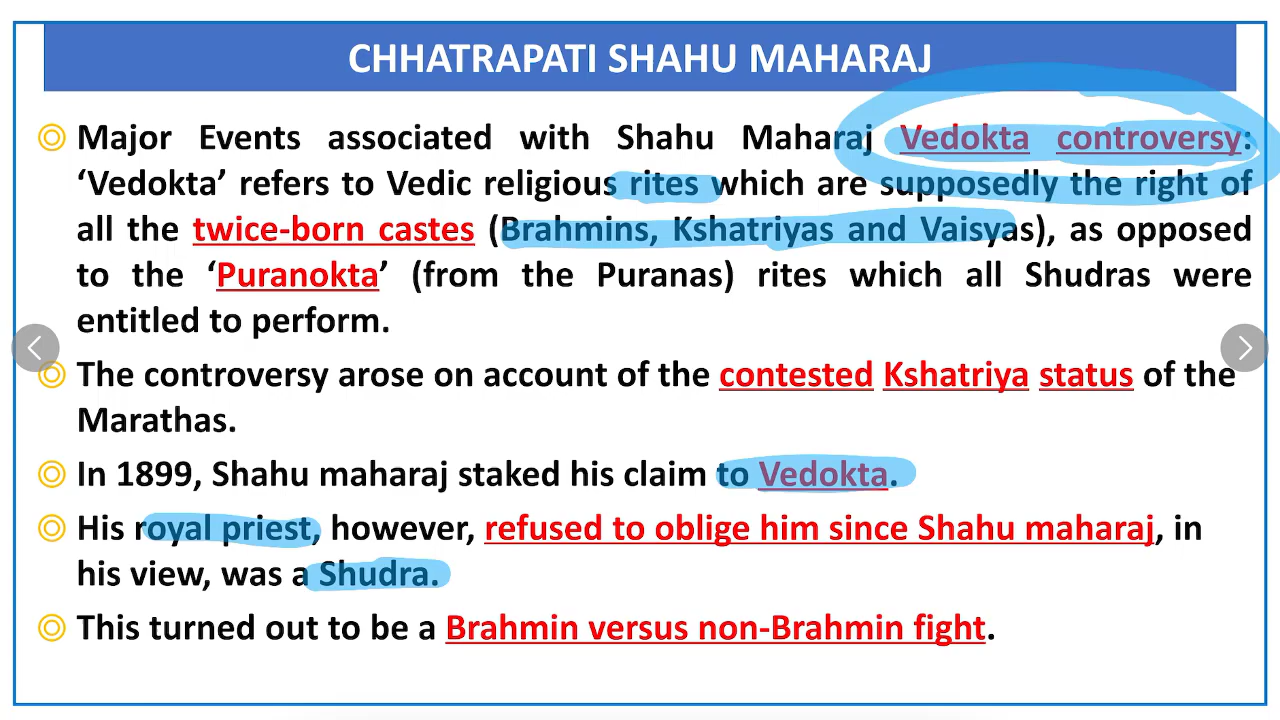 CHHATRAPATI SHAHU MAHARAJ
Major Events associated with Shahu Maharaj Vedokta controversy:
‘Vedokta’ refers to Vedic religious rites which are supposedly the right of
all the twice-born castes (Brahmins, Kshatriyas and Vaisyas), as opposed
to the ‘Puranokta’ (from the Puranas) rites which all Shudras were
entitled to perform.
The controversy arose on account of the contested Kshatriya status of the
Marathas.
In 1899, Shahu maharaj staked his claim to Vedokta.
His royal priest, however, refused to oblige him since Shahu maharaj, in
his view, was a Shudra.
This turned out to be a Brahmin versus non-Brahmin fight.